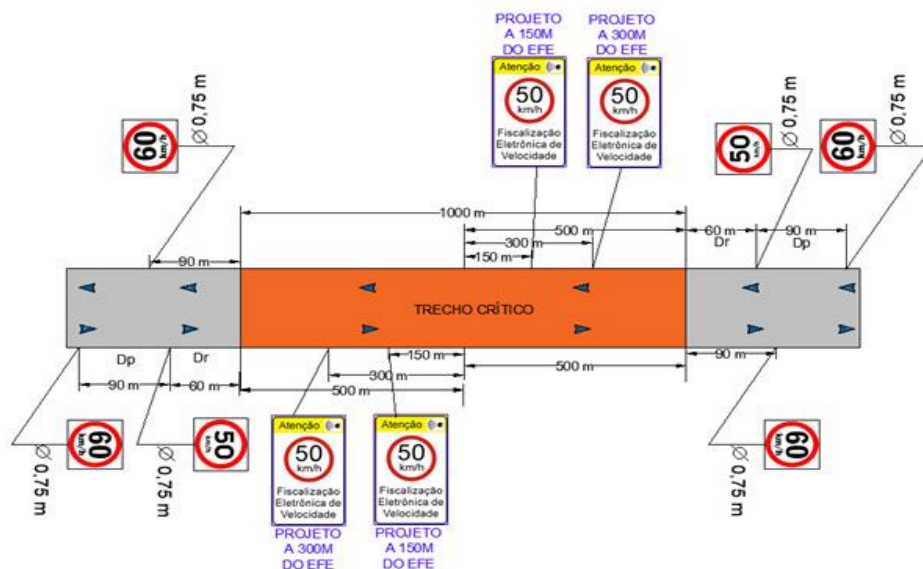 PROJETO
A 150M
DO EFE
PROJETO
A 300M
DO EFE
Atenção
50
km/h
Fiscalização
Eletrônica de
Velocidade
Atenção
50
km/h
Fiscalização
Eletrônica de
Velocidade
60
km/h
Ø 0,75 m
50
km/h
Ø 0,75 m
60
km/h
Ø 0,75 m
1000 m
500 m
60 m
90 m
300 m
Dr
Dp
150 m
90 m
TRECHO CRÍTICO
Dp
Dr
150 m
90 m
60 m
300 m
500 m
500 m
90 m
60
km/h
Ø 0,75 m
50
km/h
Ø 0,75 m
60
km/h
Ø 0,75 m
Atenção
50
km/h
Fiscalização
Eletrônica de
Velocidade
Atenção
50
km/h
Fiscalização
Eletrônica de
Velocidade
PROJETO
A 300M
DO EFE
PROJETO
A 150M
DO EFE